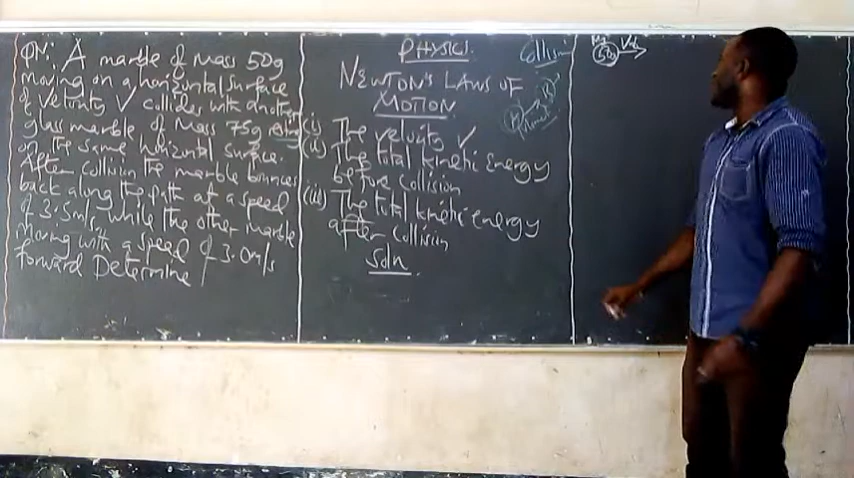 QN: A marble of Mass 50g
moving on a horizontal surface
of Velocity V collides into another
glass marble of Mass 75g
on the same horizontal surface.
After collision the marble bounces
back along the path at a speed
of 3.5m/s, while the other marble
moving with a speed of 3.0m/s
forward Determine
PHYSICS.
NEWTON'S LAWS OF
MOTION
(i) The velocity V
(ii) The total kinetic Energy
before collision
(iii) The total kinetic energy
after collision
Soln.
50g